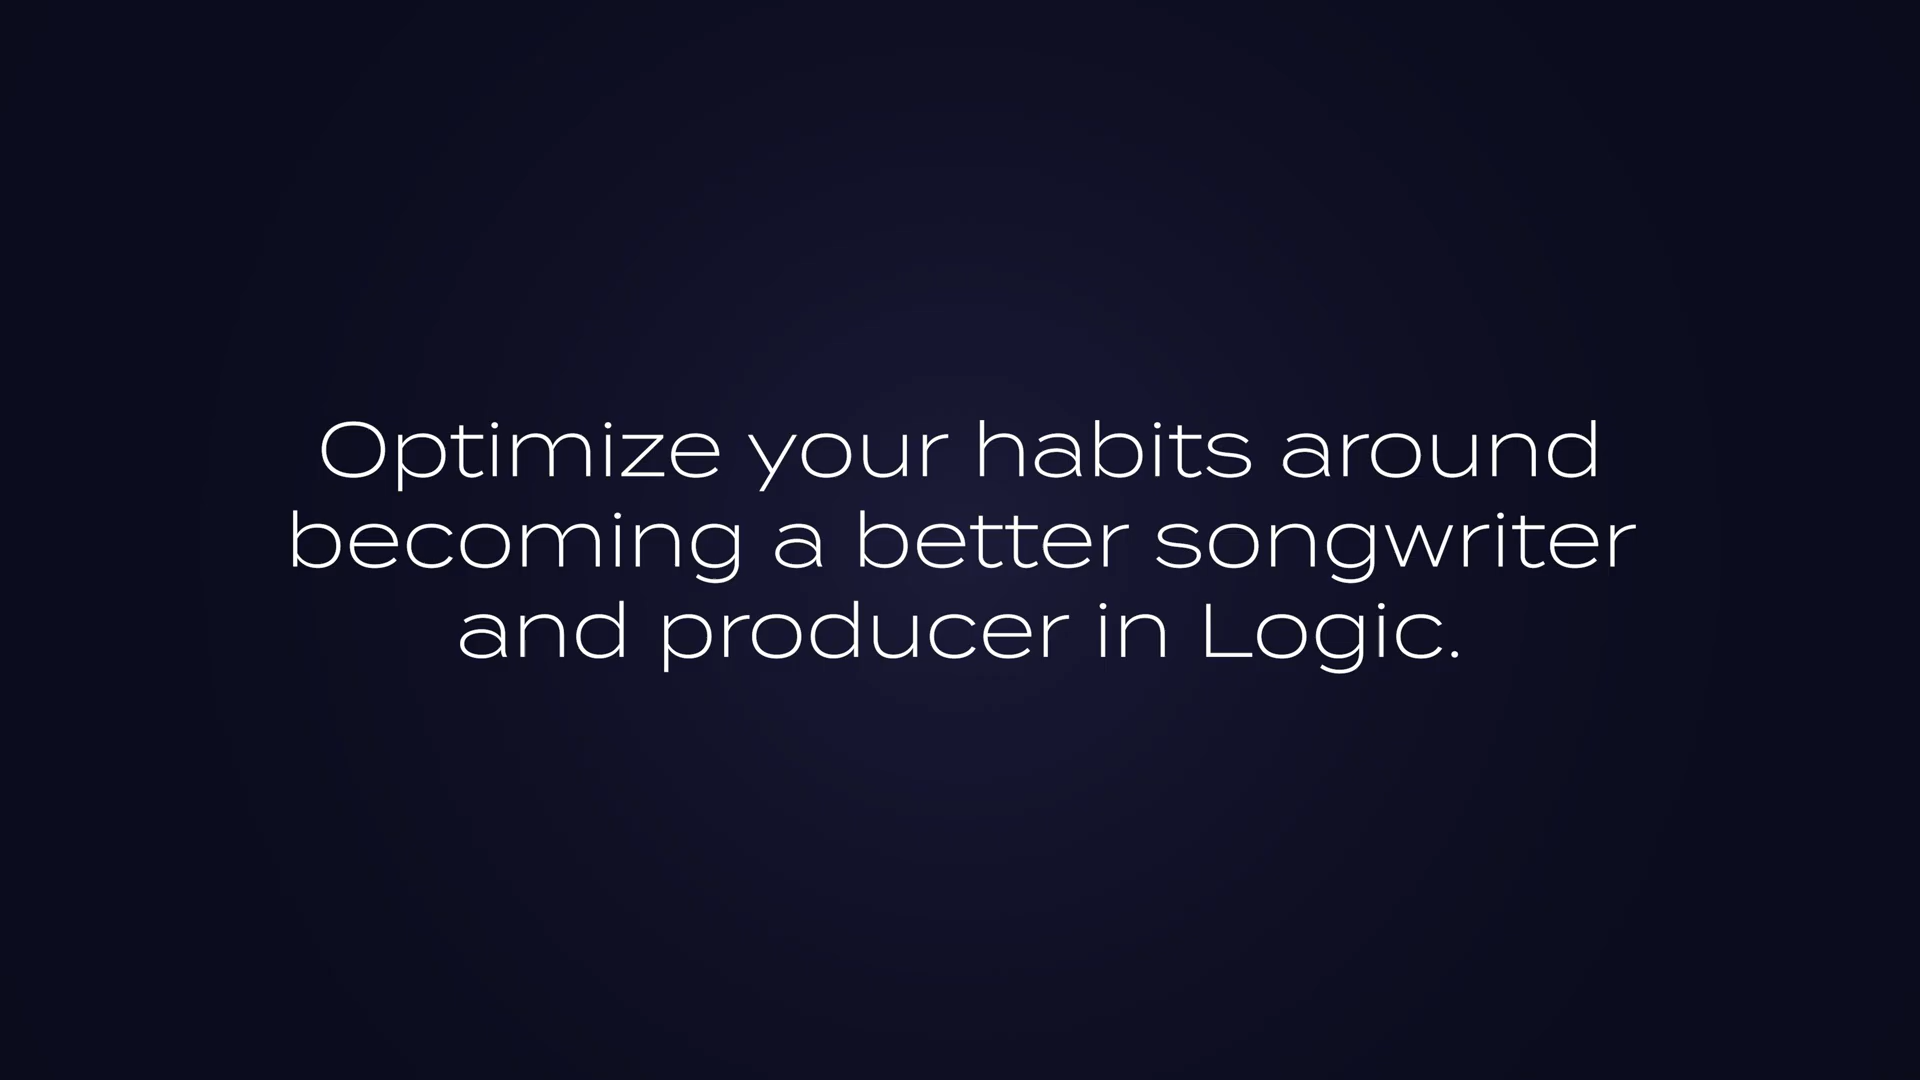 Optimize your habits around
becoming a better songwriter
and producer in Logic.